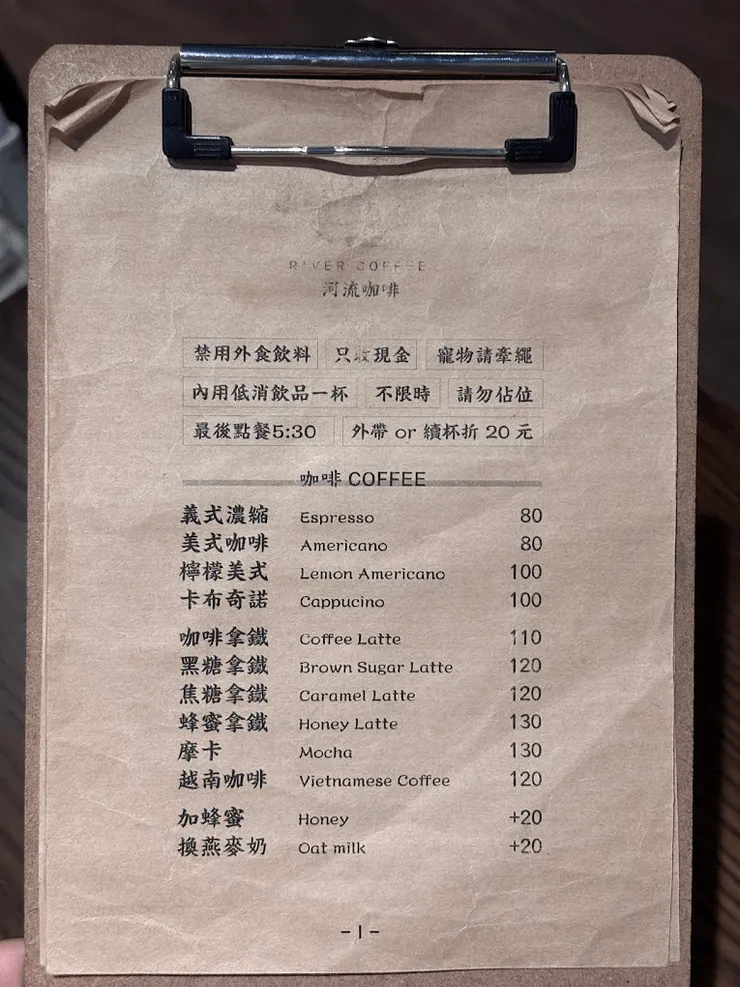 RIVER COFFEE
河流咖啡
禁用外食飲料 只收現金 寵物請牽繩
內用低消飲品一杯 不限時 請勿佔位
最後點餐5:30 外帶 or 續杯折 20 元
咖啡 COFFEE
義式濃縮 Espresso 80
美式咖啡 Americano 80
檸檬美式 Lemon Americano 100
卡布奇諾 Cappucino 100
咖啡拿鐵 Coffee Latte 110
黑糖拿鐵 Brown Sugar Latte 120
焦糖拿鐵 Caramel Latte 120
蜂蜜拿鐵 Honey Latte 130
摩卡 Mocha 130
越南咖啡 Vietnamese Coffee 120
加蜂蜜 Honey +20
換燕麥奶 Oat milk +20
-1-